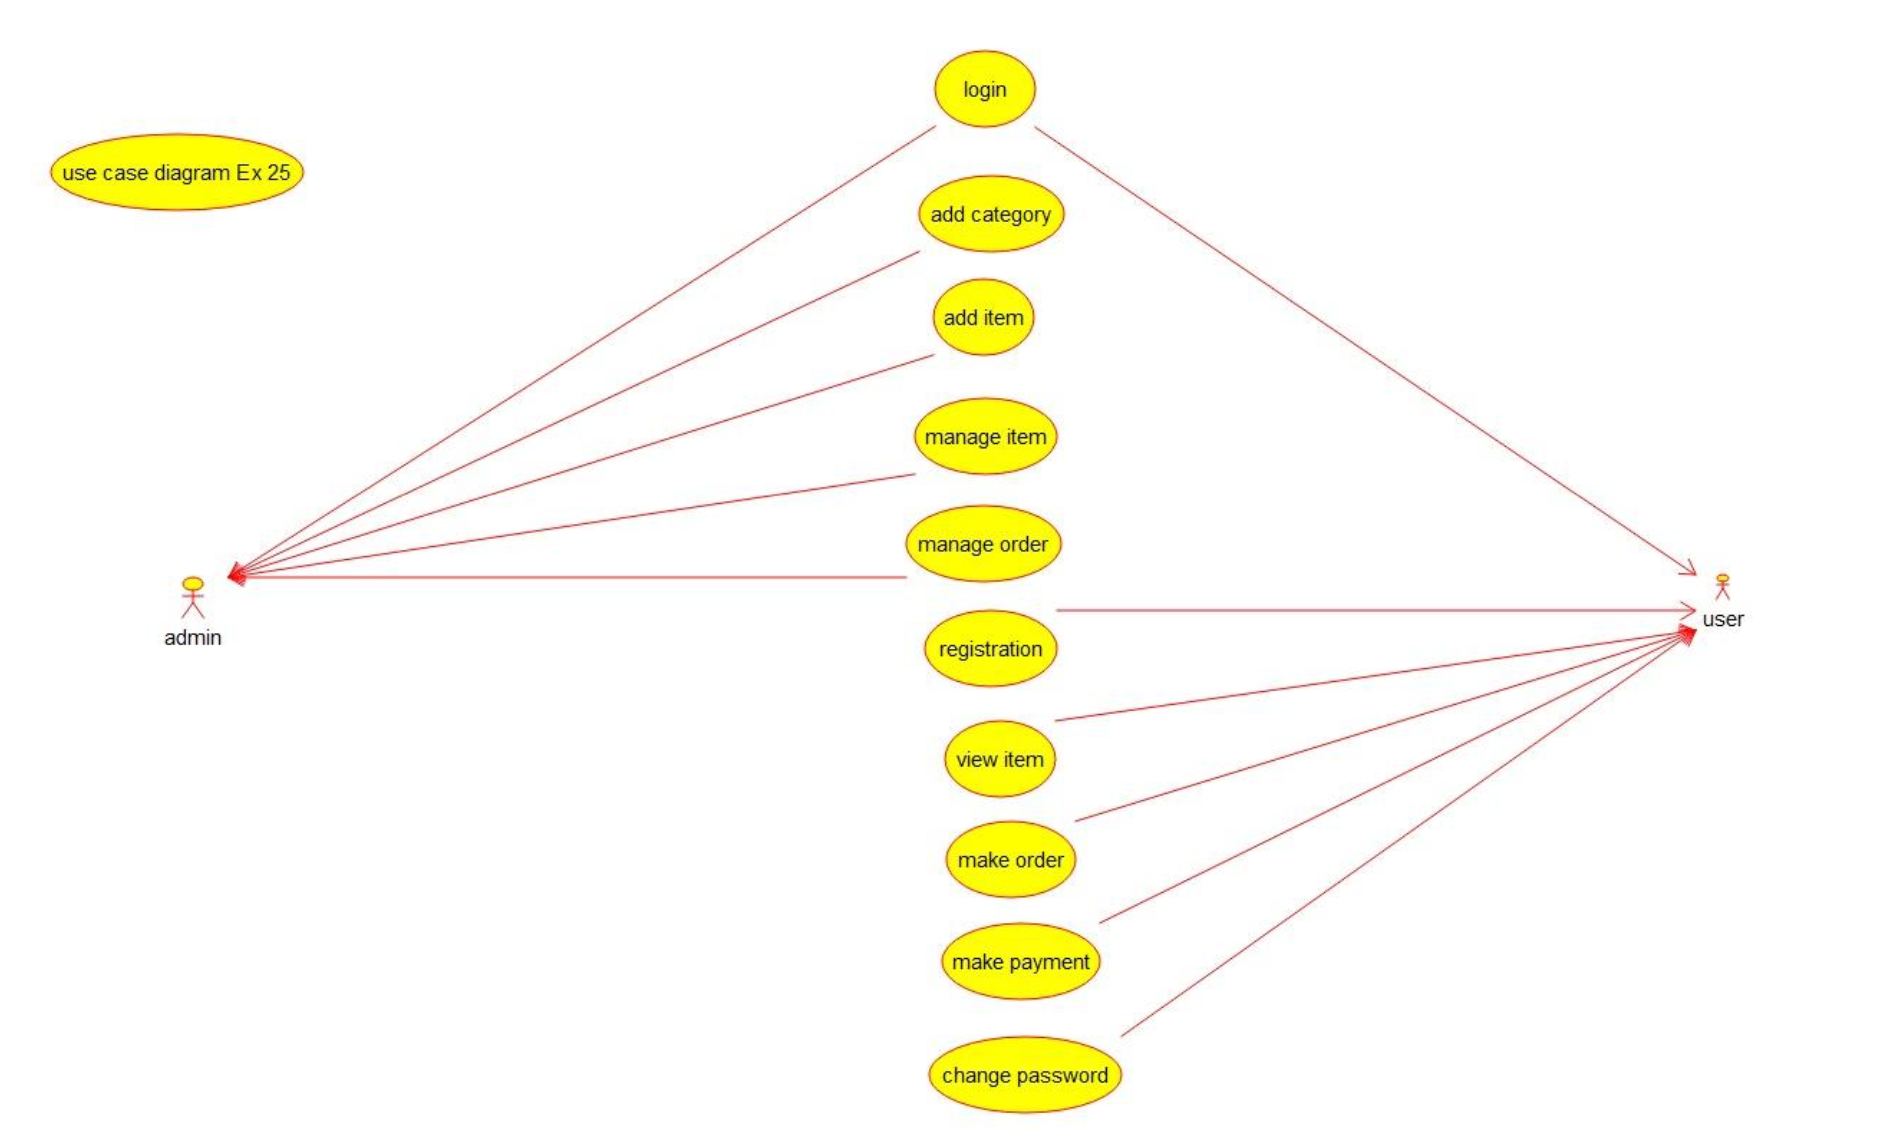 login
use case diagram Ex 25
add category
add item
manage item
manage order
admin
user
registration
view item
make order
make payment
change password